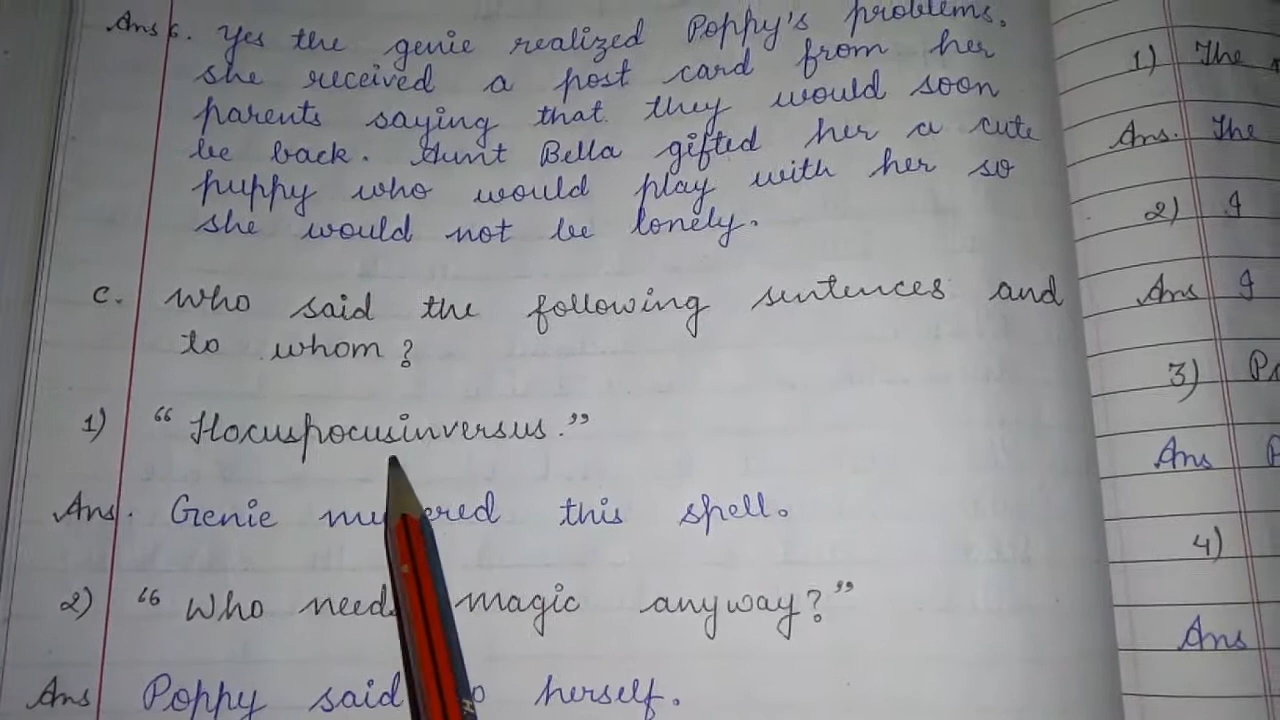 Ans 6. Yes the genie realized Poppy's problems.
she received a post card from her
parents saying that they would soon
be back. Aunt Bella gifted her a cute
puppy who would play with her so
she would not be lonely.
C. Who said the following sentences and
to whom?
1) "Hocuspocusinversus."
Ans. Genie this spell.
2) "Who magic anyway?"
Ans Poppy said herself.
1) The
Ans. The
2) I
Ans I
3)
Ans
4)
Ans